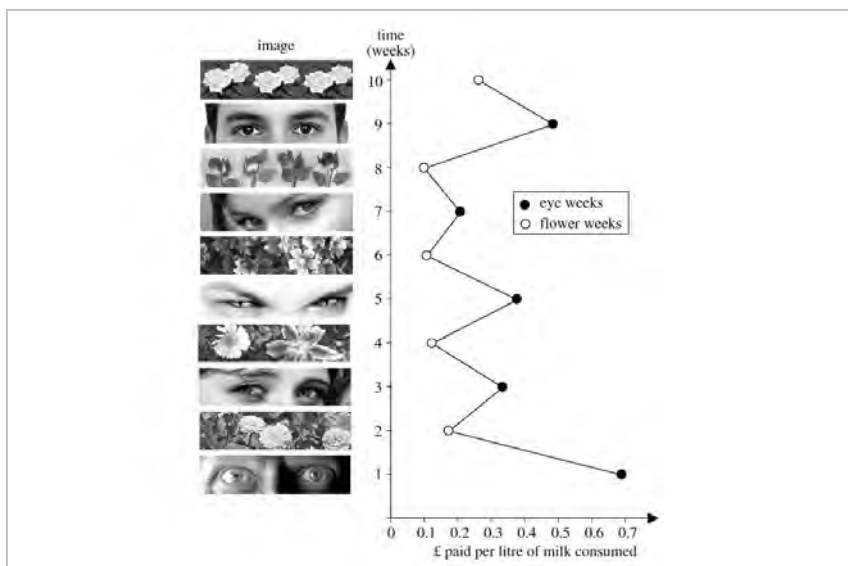 image
time
(weeks)
10
9
8
7
6
5
4
3
2
1
eye weeks
flower weeks
0 0.1 0.2 0.3 0.4 0.5 0.6 0.7
£ paid per litre of milk consumed